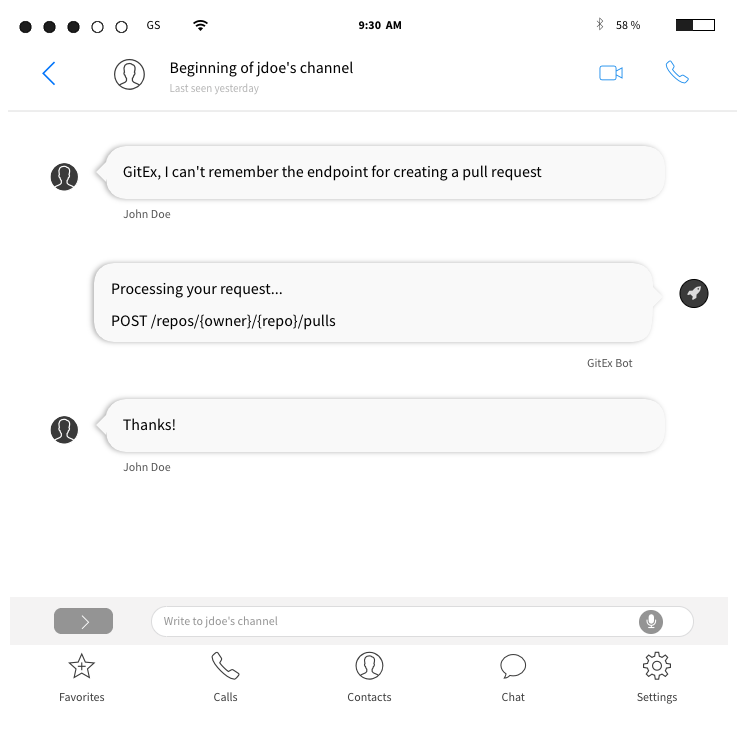 GS
9:30 AM
58 %
Beginning of jdoe's channel
Last seen yesterday
GitEx, I can't remember the endpoint for creating a pull request
John Doe
Processing your request...
POST /repos/{owner}/{repo}/pulls
GitEx Bot
Thanks!
John Doe
Write to jdoe's channel
Favorites
Calls
Contacts
Chat
Settings